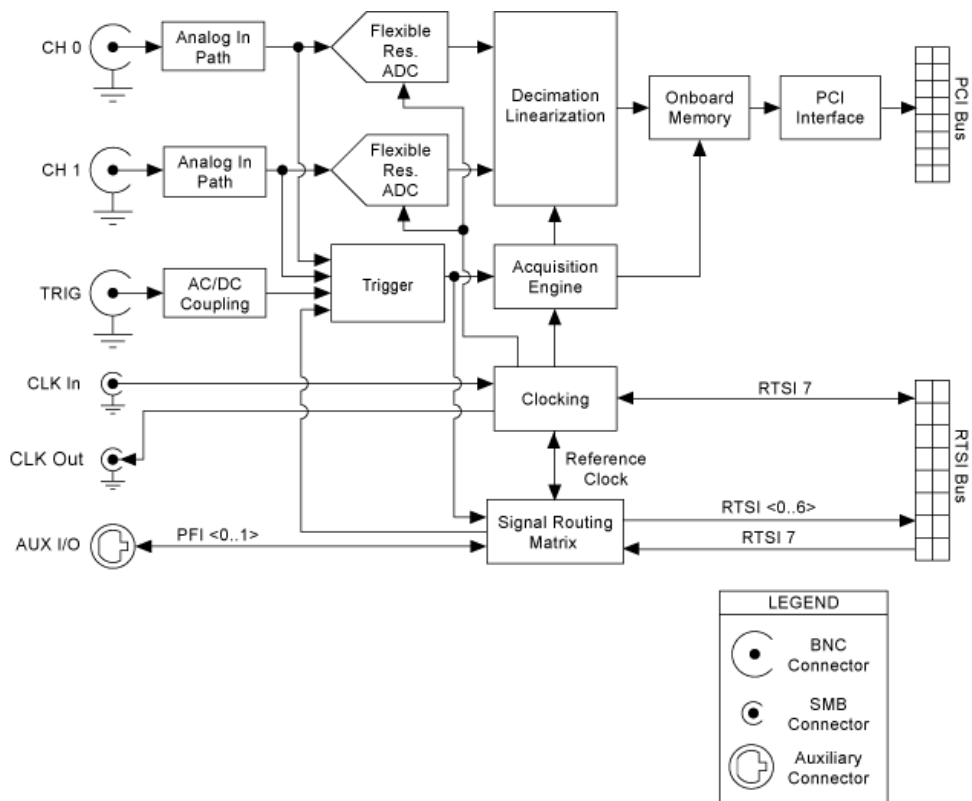 CH 0
Analog In
Path
Flexible
Res.
ADC
Decimation
Linearization
Onboard
Memory
PCI
Interface
PCI Bus
CH 1
Analog In
Path
Flexible
Res.
ADC
TRIG
AC/DC
Coupling
Trigger
Acquisition
Engine
CLK In
Clocking
RTSI 7
RTSI Bus
CLK Out
Reference
Clock
AUX I/O
PFI <0..1>
Signal Routing
Matrix
RTSI <0..6>
RTSI 7
LEGEND
BNC
Connector
SMB
Connector
Auxiliary
Connector